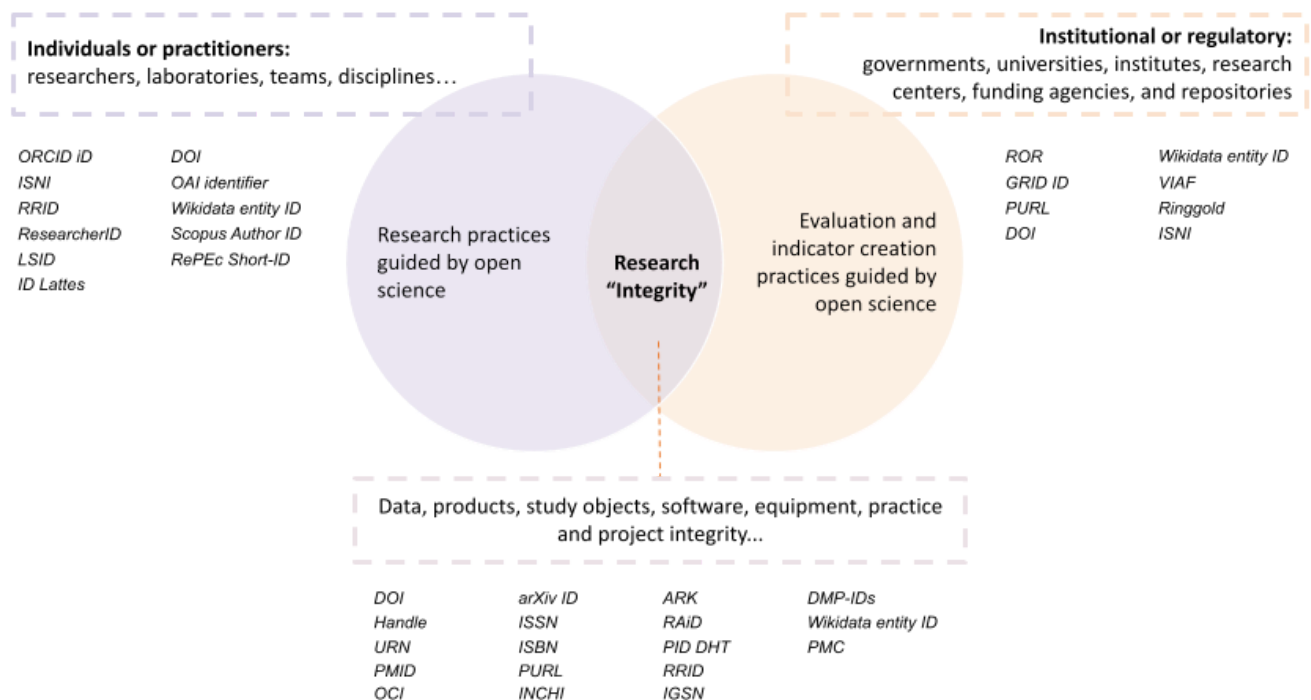 Individuals or practitioners:
researchers, laboratories, teams, disciplines…
Institutional or regulatory:
governments, universities, institutes, research
centers, funding agencies, and repositories
ORCID iD
ISNI
RRID
ResearcherID
LSID
ID Lattes
DOI
OAI identifier
Wikidata entity ID
Scopus Author ID
RePEc Short-ID
Research practices
guided by open
science
Research
“Integrity”
Evaluation and
indicator creation
practices guided by
open science
ROR
GRID ID
PURL
DOI
Wikidata entity ID
VIAF
Ringgold
ISNI
Data, products, study objects, software, equipment, practice
and project integrity...
DOI
Handle
URN
PMID
OCI
arXiv ID
ISSN
ISBN
PURL
INCHI
ARK
RAiD
PID DHT
RRID
IGSN
DMP-IDs
Wikidata entity ID
PMC